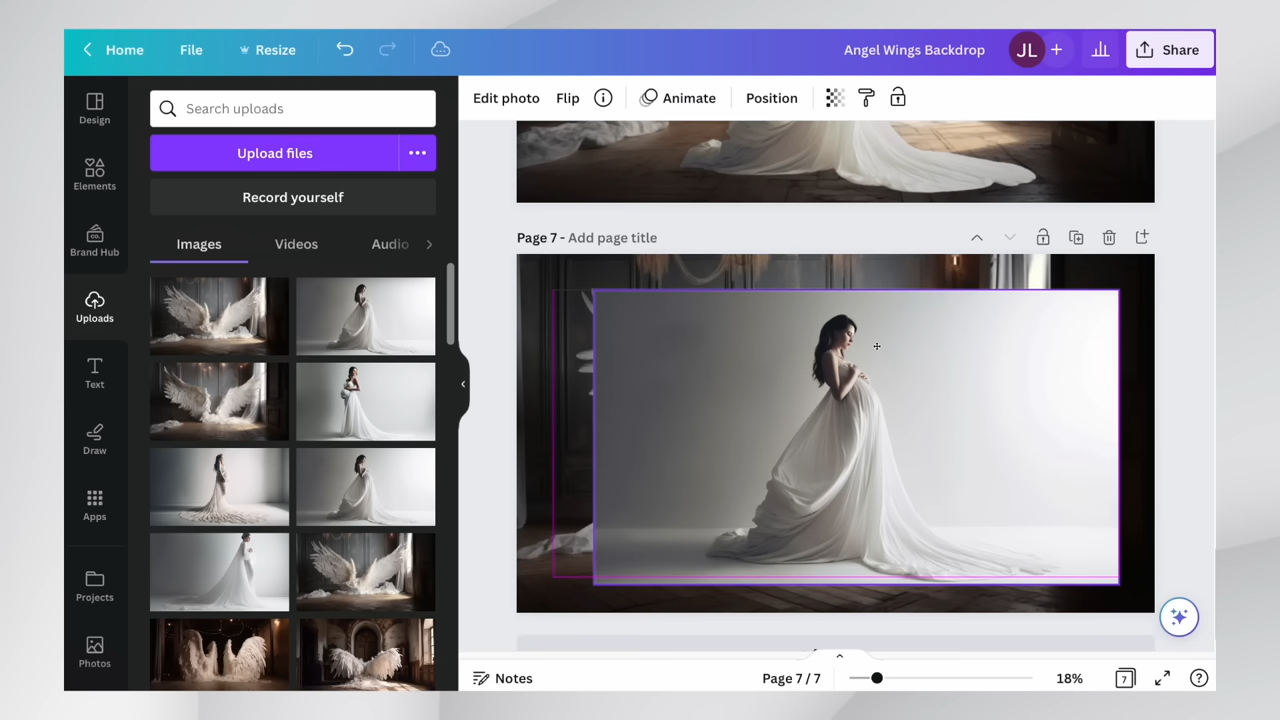 Home File Resize Angel Wings Backdrop JL + Share
Design
Elements
Brand Hub
CO.
Uploads
Text
Draw
Apps
Projects
Photos
Search uploads
Upload files
Record yourself
Images Videos Audio
Edit photo Flip Animate Position
Page 7 - Add page title
Notes Page 7 / 7 18% 7 ?